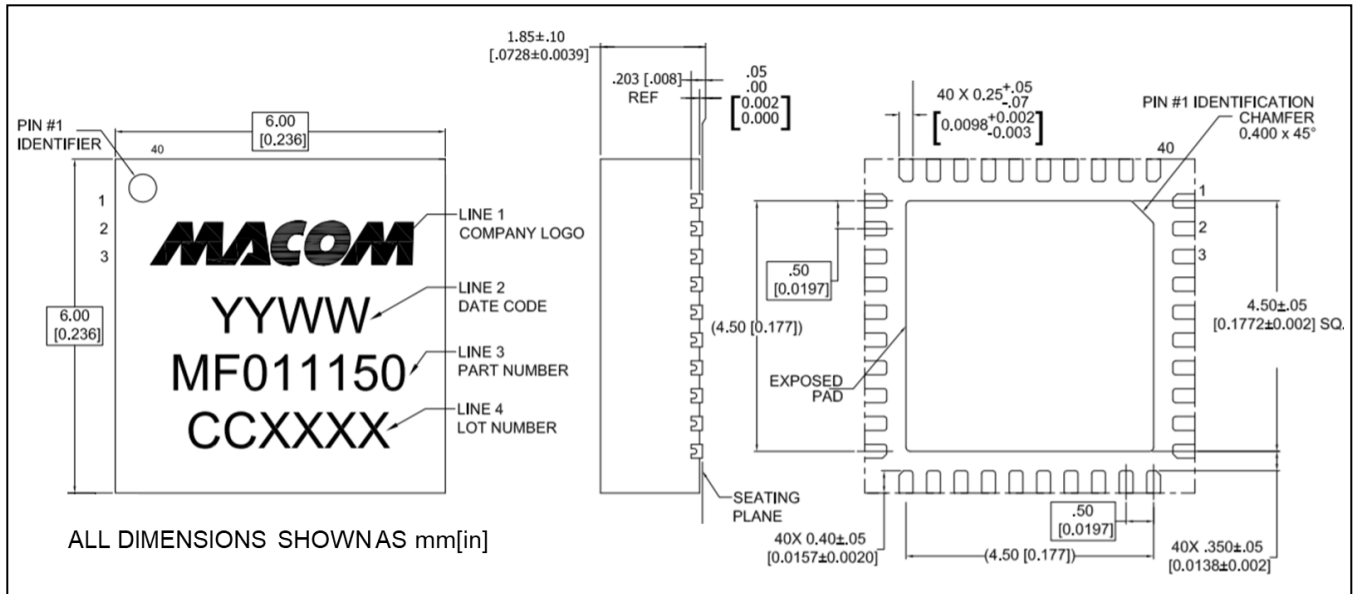 1.85±.10
[.0728±0.0039]
.203 [.008]
REF
.05
.00
[0.002
0.000]
6.00
[0.236]
PIN #1
IDENTIFIER
40
1
2
3
6.00
[0.236]
MACOM
YYWW
MF011150
CCXXXX
LINE 1
COMPANY LOGO
LINE 2
DATE CODE
LINE 3
PART NUMBER
LINE 4
LOT NUMBER
ALL DIMENSIONS SHOWN AS mm[in]
SEATING
PLANE
40 X 0.25+.05
-.07
[0.0098+0.002
-0.003]
PIN #1 IDENTIFICATION
CHAMFER
0.400 x 45°
40
1
2
3
.50
[0.0197]
(4.50 [0.177])
EXPOSED
PAD
4.50±.05
[0.1772±0.002] SQ.
40X 0.40±.05
[0.0157±0.0020]
(4.50 [0.177])
.50
[0.0197]
40X .350±.05
[0.0138±0.002]